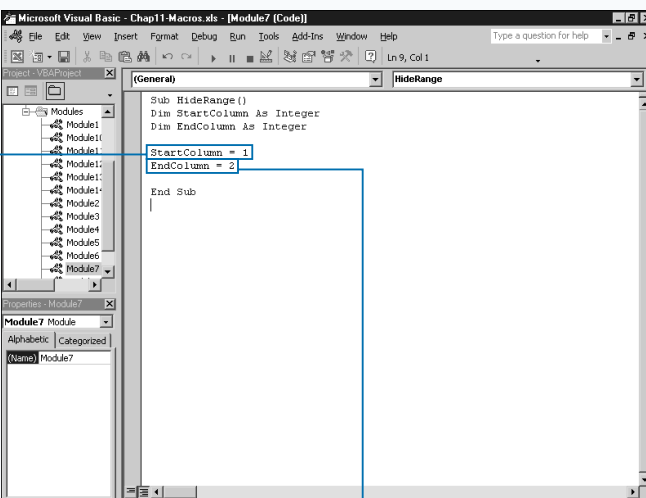 Microsoft Visual Basic - Chap11-Macros.xls - [Module7 (Code)]
File Edit View Insert Format Debug Run Tools Add-Ins Window Help
Type a question for help
Ln 9, Col 1
Project - VBAProject
(General)
HideRange
Modules
Module1
Module10
Module11
Module12
Module2
Module3
Module4
Module5
Module6
Module7
Sub HideRange()
Dim StartColumn As Integer
Dim EndColumn As Integer
StartColumn = 1
EndColumn = 2
End Sub
Properties - Module7
Module7 Module
Alphabetic Categorized
(Name) Module7